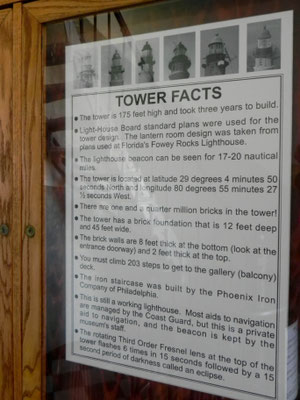 TOWER FACTS
• The tower is 175 feet high and took three years to build.
• Light-House Board standard plans were used for the
tower design. The lantern room design was taken from
plans used at Florida's Fowey Rocks Lighthouse.
• The lighthouse beacon can be seen for 17-20 nautical
miles.
• The tower is located at latitude 29 degrees 4 minutes 50
seconds North and longitude 80 degrees 55 minutes 27
½ seconds West.
• There are one and a quarter million bricks in the tower!
• The tower has a brick foundation that is 12 feet deep
and 45 feet wide.
• The brick walls are 8 feet thick at the bottom (look at the
entrance doorway) and 2 feet thick at the top.
• You must climb 203 steps to get to the gallery (balcony)
deck.
• The iron staircase was built by the Phoenix Iron
Company of Philadelphia.
• This is still a working lighthouse. Most aids to navigation
are managed by the Coast Guard, but this is a private
aid to navigation, and the beacon is kept by the
museum's staff.
• The rotating Third Order Fresnel lens at the top of the
tower flashes 6 times in 15 seconds followed by a 15
second period of darkness called an eclipse.